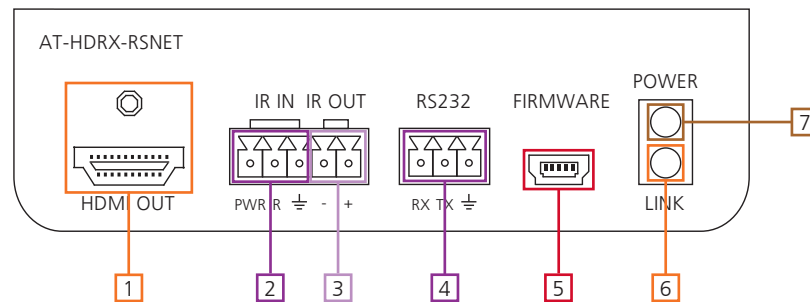 AT-HDRX-RSNET
POWER
IR IN IR OUT RS232 FIRMWARE
7
HDMI OUT PWR IR - + RX TX LINK
1 2 3 4 5 6